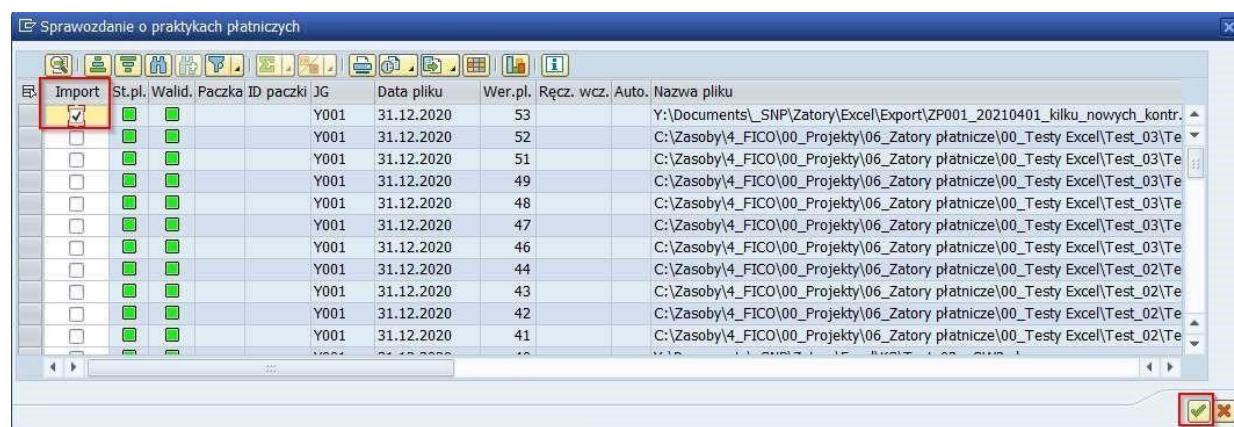 Sprawozdanie o praktykach płatniczych
Import St.pl. Walid. Paczka ID paczki JG Data pliku Wer.pl. Ręcz. wcz. Auto. Nazwa pliku
Y001 31.12.2020 53 Y:\Documents\_SNP\Zatory\Excel\Export\ZP001_20210401_kilku_nowych_kontr.
Y001 31.12.2020 52 C:\Zasoby\4_FICO\00_Projekty\06_Zatory płatnicze\00_Testy Excel\Test_03\Te
Y001 31.12.2020 51 C:\Zasoby\4_FICO\00_Projekty\06_Zatory płatnicze\00_Testy Excel\Test_03\Te
Y001 31.12.2020 49 C:\Zasoby\4_FICO\00_Projekty\06_Zatory płatnicze\00_Testy Excel\Test_03\Te
Y001 31.12.2020 48 C:\Zasoby\4_FICO\00_Projekty\06_Zatory płatnicze\00_Testy Excel\Test_03\Te
Y001 31.12.2020 47 C:\Zasoby\4_FICO\00_Projekty\06_Zatory płatnicze\00_Testy Excel\Test_03\Te
Y001 31.12.2020 46 C:\Zasoby\4_FICO\00_Projekty\06_Zatory płatnicze\00_Testy Excel\Test_03\Te
Y001 31.12.2020 44 C:\Zasoby\4_FICO\00_Projekty\06_Zatory płatnicze\00_Testy Excel\Test_02\Te
Y001 31.12.2020 43 C:\Zasoby\4_FICO\00_Projekty\06_Zatory płatnicze\00_Testy Excel\Test_02\Te
Y001 31.12.2020 42 C:\Zasoby\4_FICO\00_Projekty\06_Zatory płatnicze\00_Testy Excel\Test_02\Te
Y001 31.12.2020 41 C:\Zasoby\4_FICO\00_Projekty\06_Zatory płatnicze\00_Testy Excel\Test_02\Te